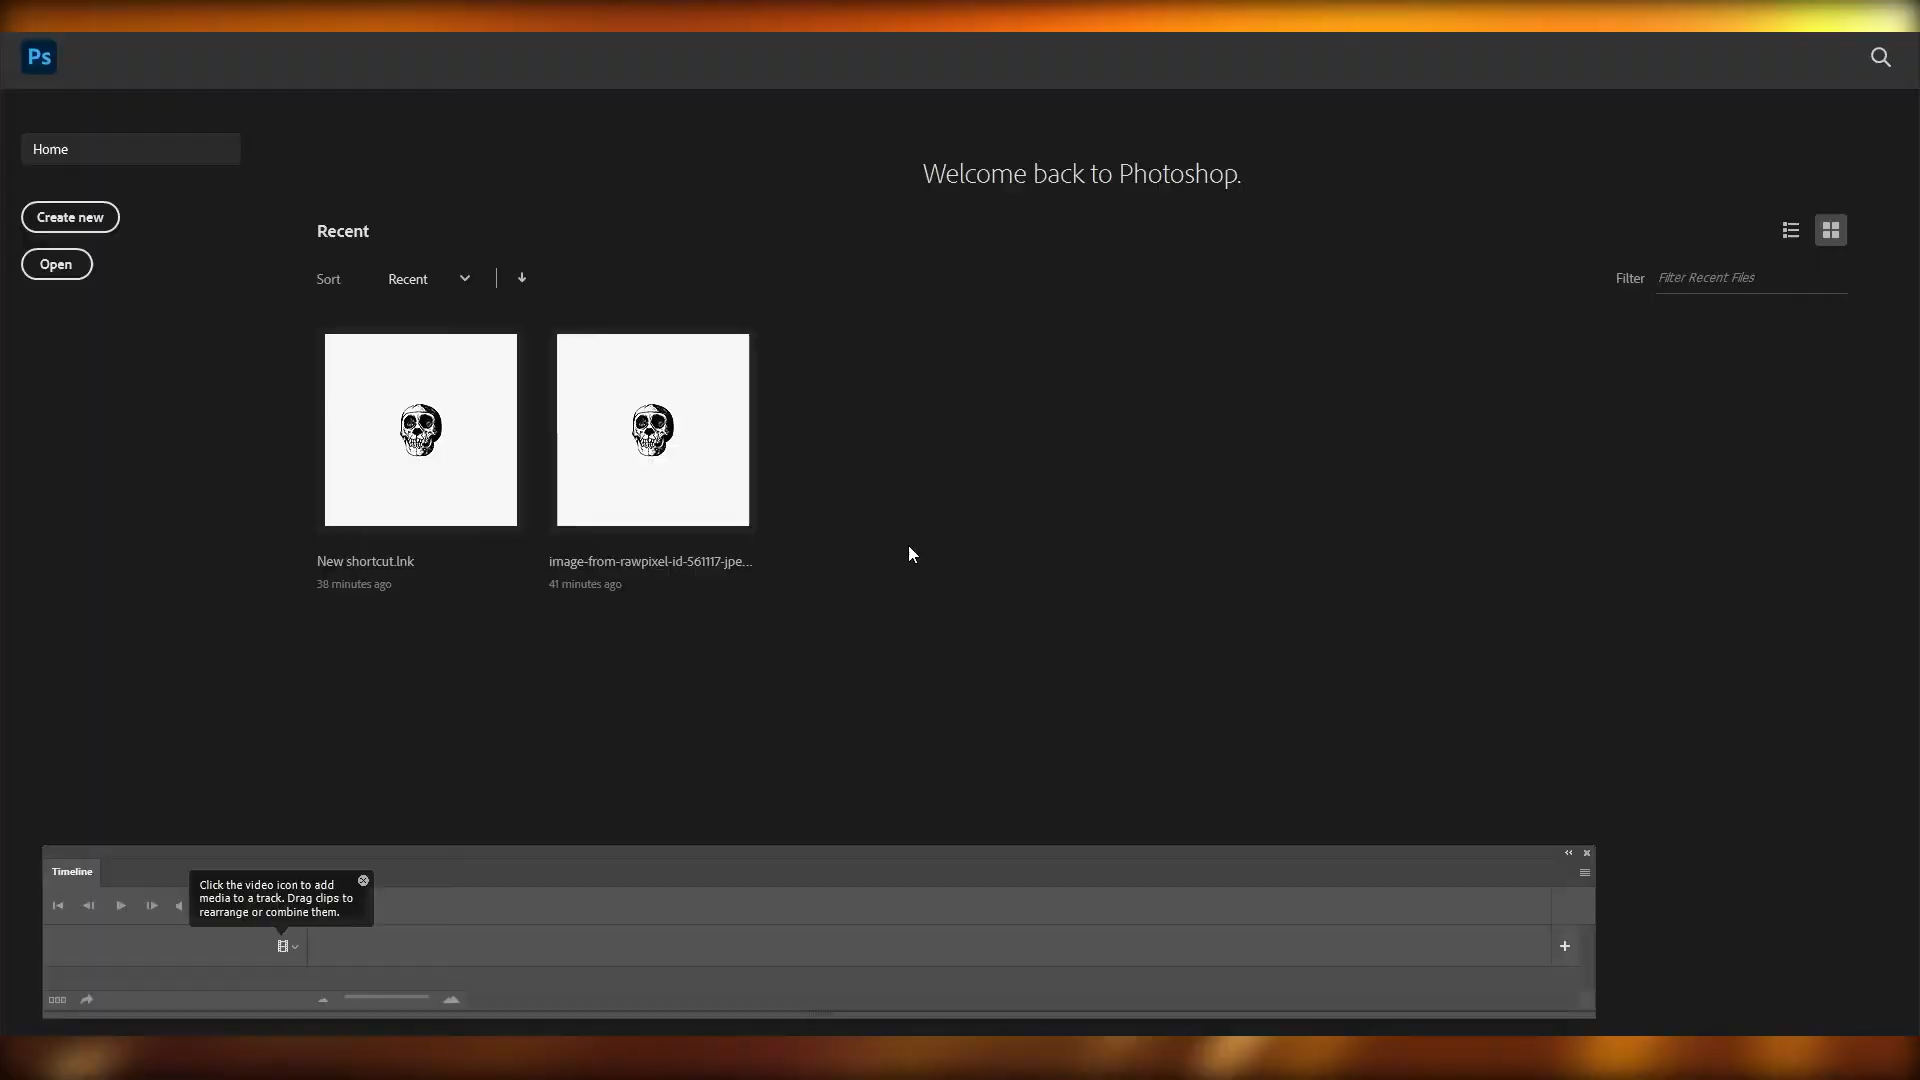 Ps
Home
Welcome back to Photoshop.
Create new
Recent
Open
Sort Recent
Filter Filter Recent Files
New shortcut.lnk
image-from-rawpixel-id-561117-jpe...
38 minutes ago
41 minutes ago
Timeline
Click the video icon to add
media to a track. Drag clips to
rearrange or combine them.